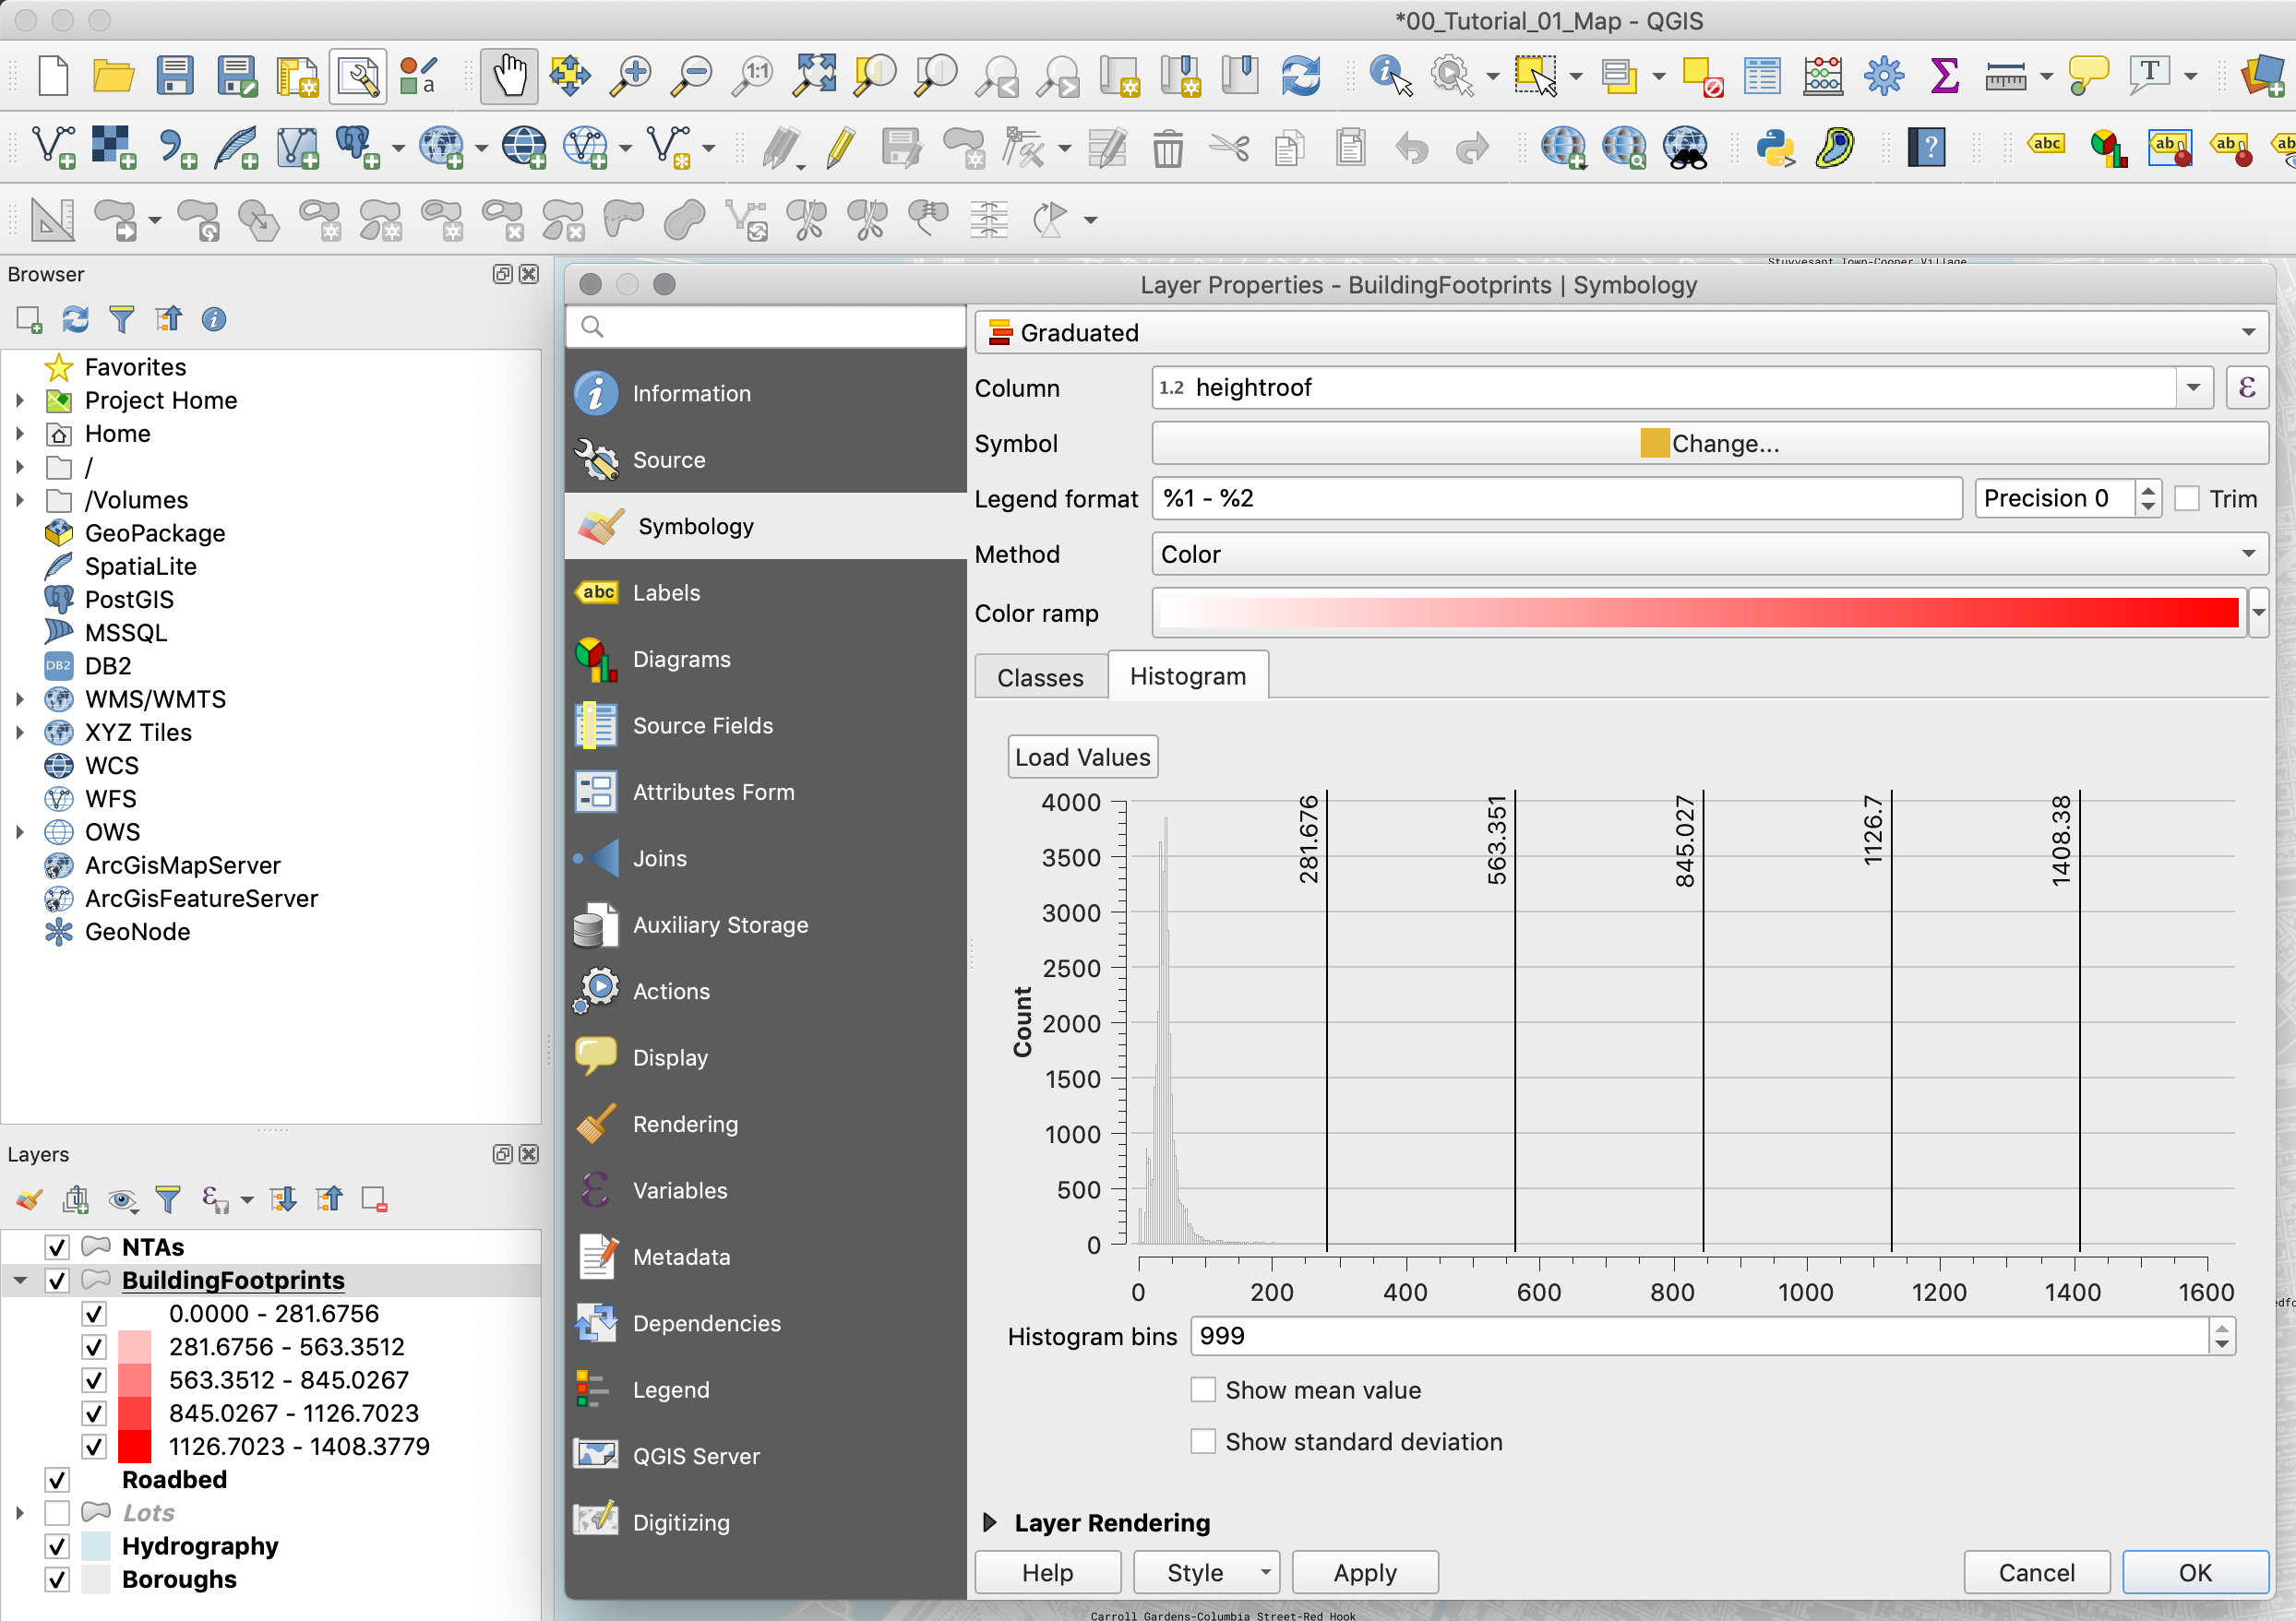 *00_Tutorial_01_Map - QGIS
1:1
a
T
abc
ab
ab
ab
?
Stuyvesant Town-Cooper Village
Browser
Favorites
Project Home
Home
/
/Volumes
GeoPackage
SpatiaLite
PostGIS
MSSQL
DB2 DB2
WMS/WMTS
XYZ Tiles
WCS
WFS
OWS
ArcGisMapServer
ArcGisFeatureServer
GeoNode
Layers
NTAs
BuildingFootprints
0.0000 - 281.6756
281.6756 - 563.3512
563.3512 - 845.0267
845.0267 - 1126.7023
1126.7023 - 1408.3779
Roadbed
Lots
Hydrography
Boroughs
Layer Properties - BuildingFootprints | Symbology
Information
Source
Symbology
abc Labels
Diagrams
Source Fields
Attributes Form
Joins
Auxiliary Storage
Actions
Display
Rendering
Variables
Metadata
Dependencies
Legend
QGIS Server
Digitizing
Graduated
Column 1.2 heightroof ε
Symbol Change...
Legend format %1 - %2 Precision 0 Trim
Method Color
Color ramp
Classes Histogram
Load Values
281.676 563.351 845.027 1126.7 1408.38
4000
3500
3000
2500
2000
1500
1000
500
0
Count
0 200 400 600 800 1000 1200 1400 1600
Histogram bins 999
Show mean value
Show standard deviation
Layer Rendering
Help Style Apply Cancel OK
Carroll Gardens-Columbia Street-Red Hook